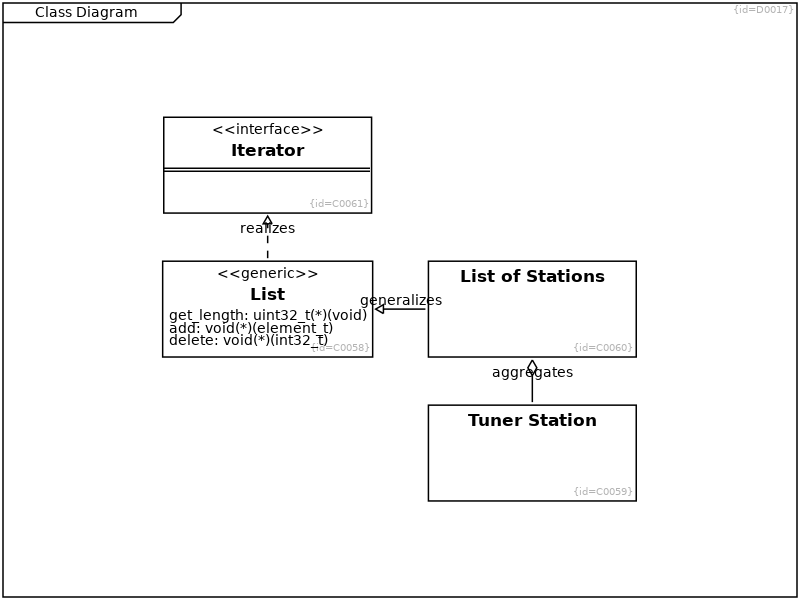 Class Diagram
{id=D0017}
<<interface>>
Iterator
{id=C0061}
realizes
<<generic>>
List
get_length: uint32_t(*)(void)
add: void(*)(element_t)
delete: void(*)(int32_t)
{id=C0058}
generalizes
List of Stations
{id=C0060}
aggregates
Tuner Station
{id=C0059}